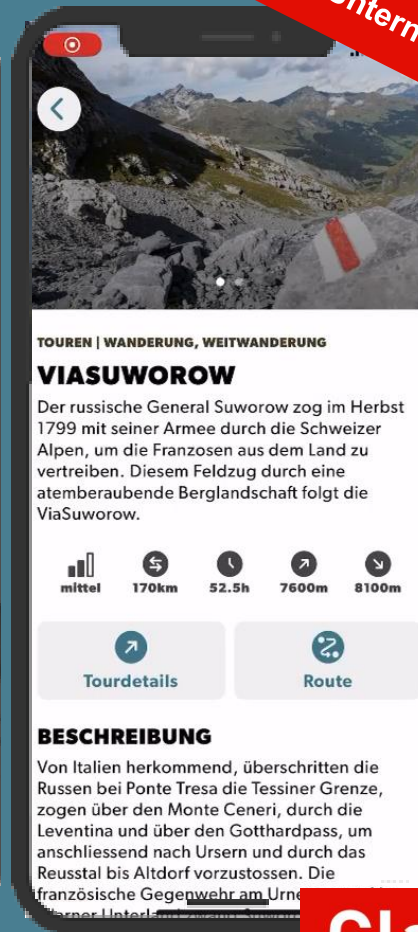 TOUREN | WANDERUNG, WEITWANDERUNG
VIASUWOROW
Der russische General Suworow zog im Herbst
1799 mit seiner Armee durch die Schweizer
Alpen, um die Franzosen aus dem Land zu
vertreiben. Diesem Feldzug durch eine
atemberaubende Berglandschaft folgt die
ViaSuworow.
mittel 170km 52.5h 7600m 8100m
Tourdetails Route
BESCHREIBUNG
Von Italien herkommend, überschritten die
Russen bei Ponte Tresa die Tessiner Grenze,
zogen über den Monte Ceneri, durch die
Leventina und über den Gotthardpass, um
anschliessend nach Ursern und durch das
Reusstal bis Altdorf vorzustossen. Die
französische Gegenwehr am